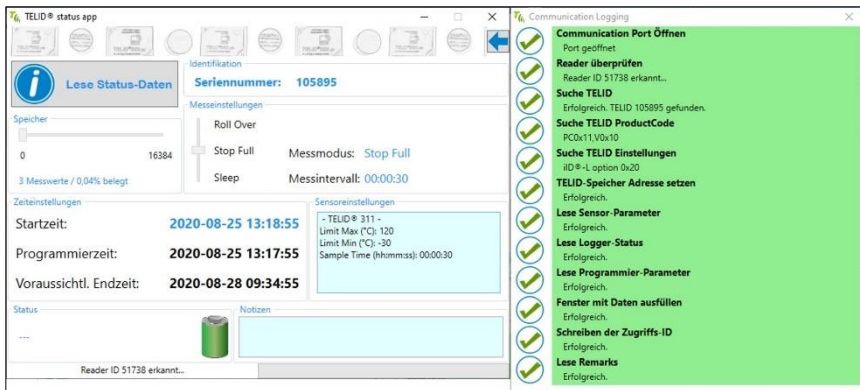 TELID® status app
Identifikation
Lese Status-Daten
Seriennummer: 105895
Messeinstellungen
Speicher
Roll Over
Stop Full
Sleep
Messmodus: Stop Full
Messintervall: 00:00:30
0 16384
3 Messwerte / 0,04% belegt
Zeiteinstellungen
Startzeit: 2020-08-25 13:18:55
Programmierzeit: 2020-08-25 13:17:55
Voraussichtl. Endzeit: 2020-08-28 09:34:55
Sensoreinstellungen
- TELID® 311 -
Limit Max (°C): 120
Limit Min (°C): -30
Sample Time (hh:mm:ss): 00:00:30
Status
---
Notizen
Reader ID 51738 erkannt...
Communication Logging
Communication Port Öffnen
Port geöffnet
Reader überprüfen
Reader ID 51738 erkannt...
Suche TELID
Erfolgreich. TELID 105895 gefunden.
Suche TELID ProductCode
PC0x11,V0x10
Suche TELID Einstellungen
iID®-L option 0x20
TELID-Speicher Adresse setzen
Erfolgreich.
Lese Sensor-Parameter
Erfolgreich.
Lese Logger-Status
Erfolgreich.
Lese Programmier-Parameter
Erfolgreich.
Fenster mit Daten ausfüllen
Erfolgreich.
Schreiben der Zugriffs-ID
Erfolgreich.
Lese Remarks
Erfolgreich.